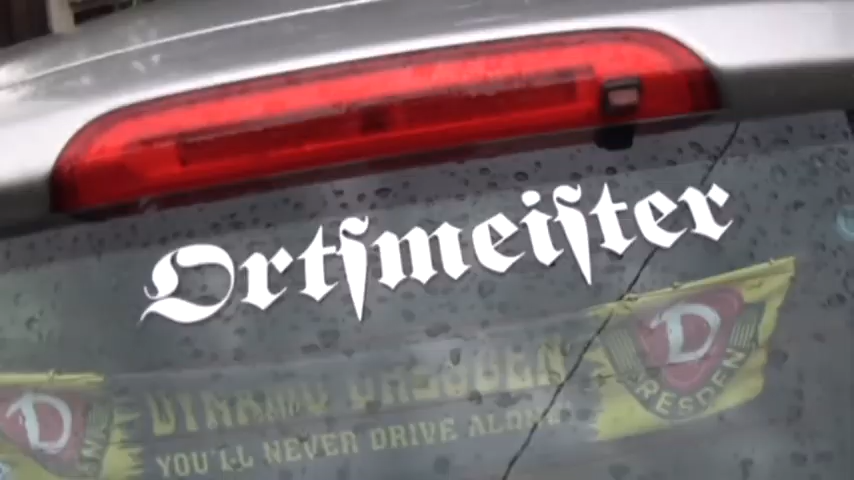 Ortſmeiſter
D
DRESDEN
DYNAMO DRESDEN
YOU'LL NEVER DRIVE ALONE
D